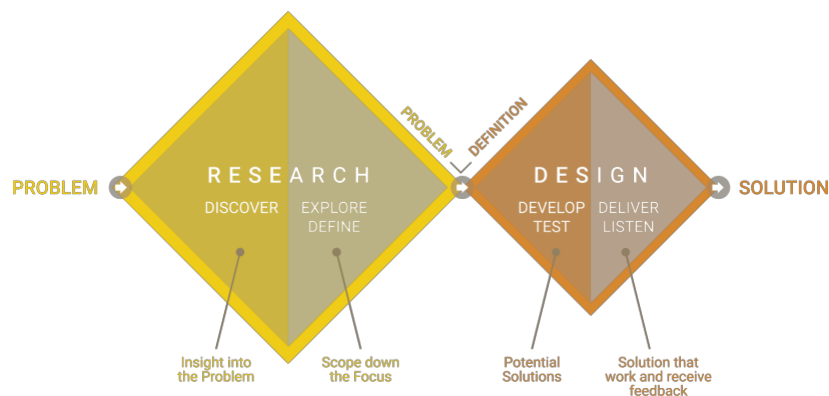 PROBLEM
RESEARCH
DISCOVER
EXPLORE
DEFINE
PROBLEM
DEFINITION
DESIGN
DEVELOP
TEST
DELIVER
LISTEN
SOLUTION
Insight into
the Problem
Scope down
the Focus
Potential
Solutions
Solution that
work and receive
feedback